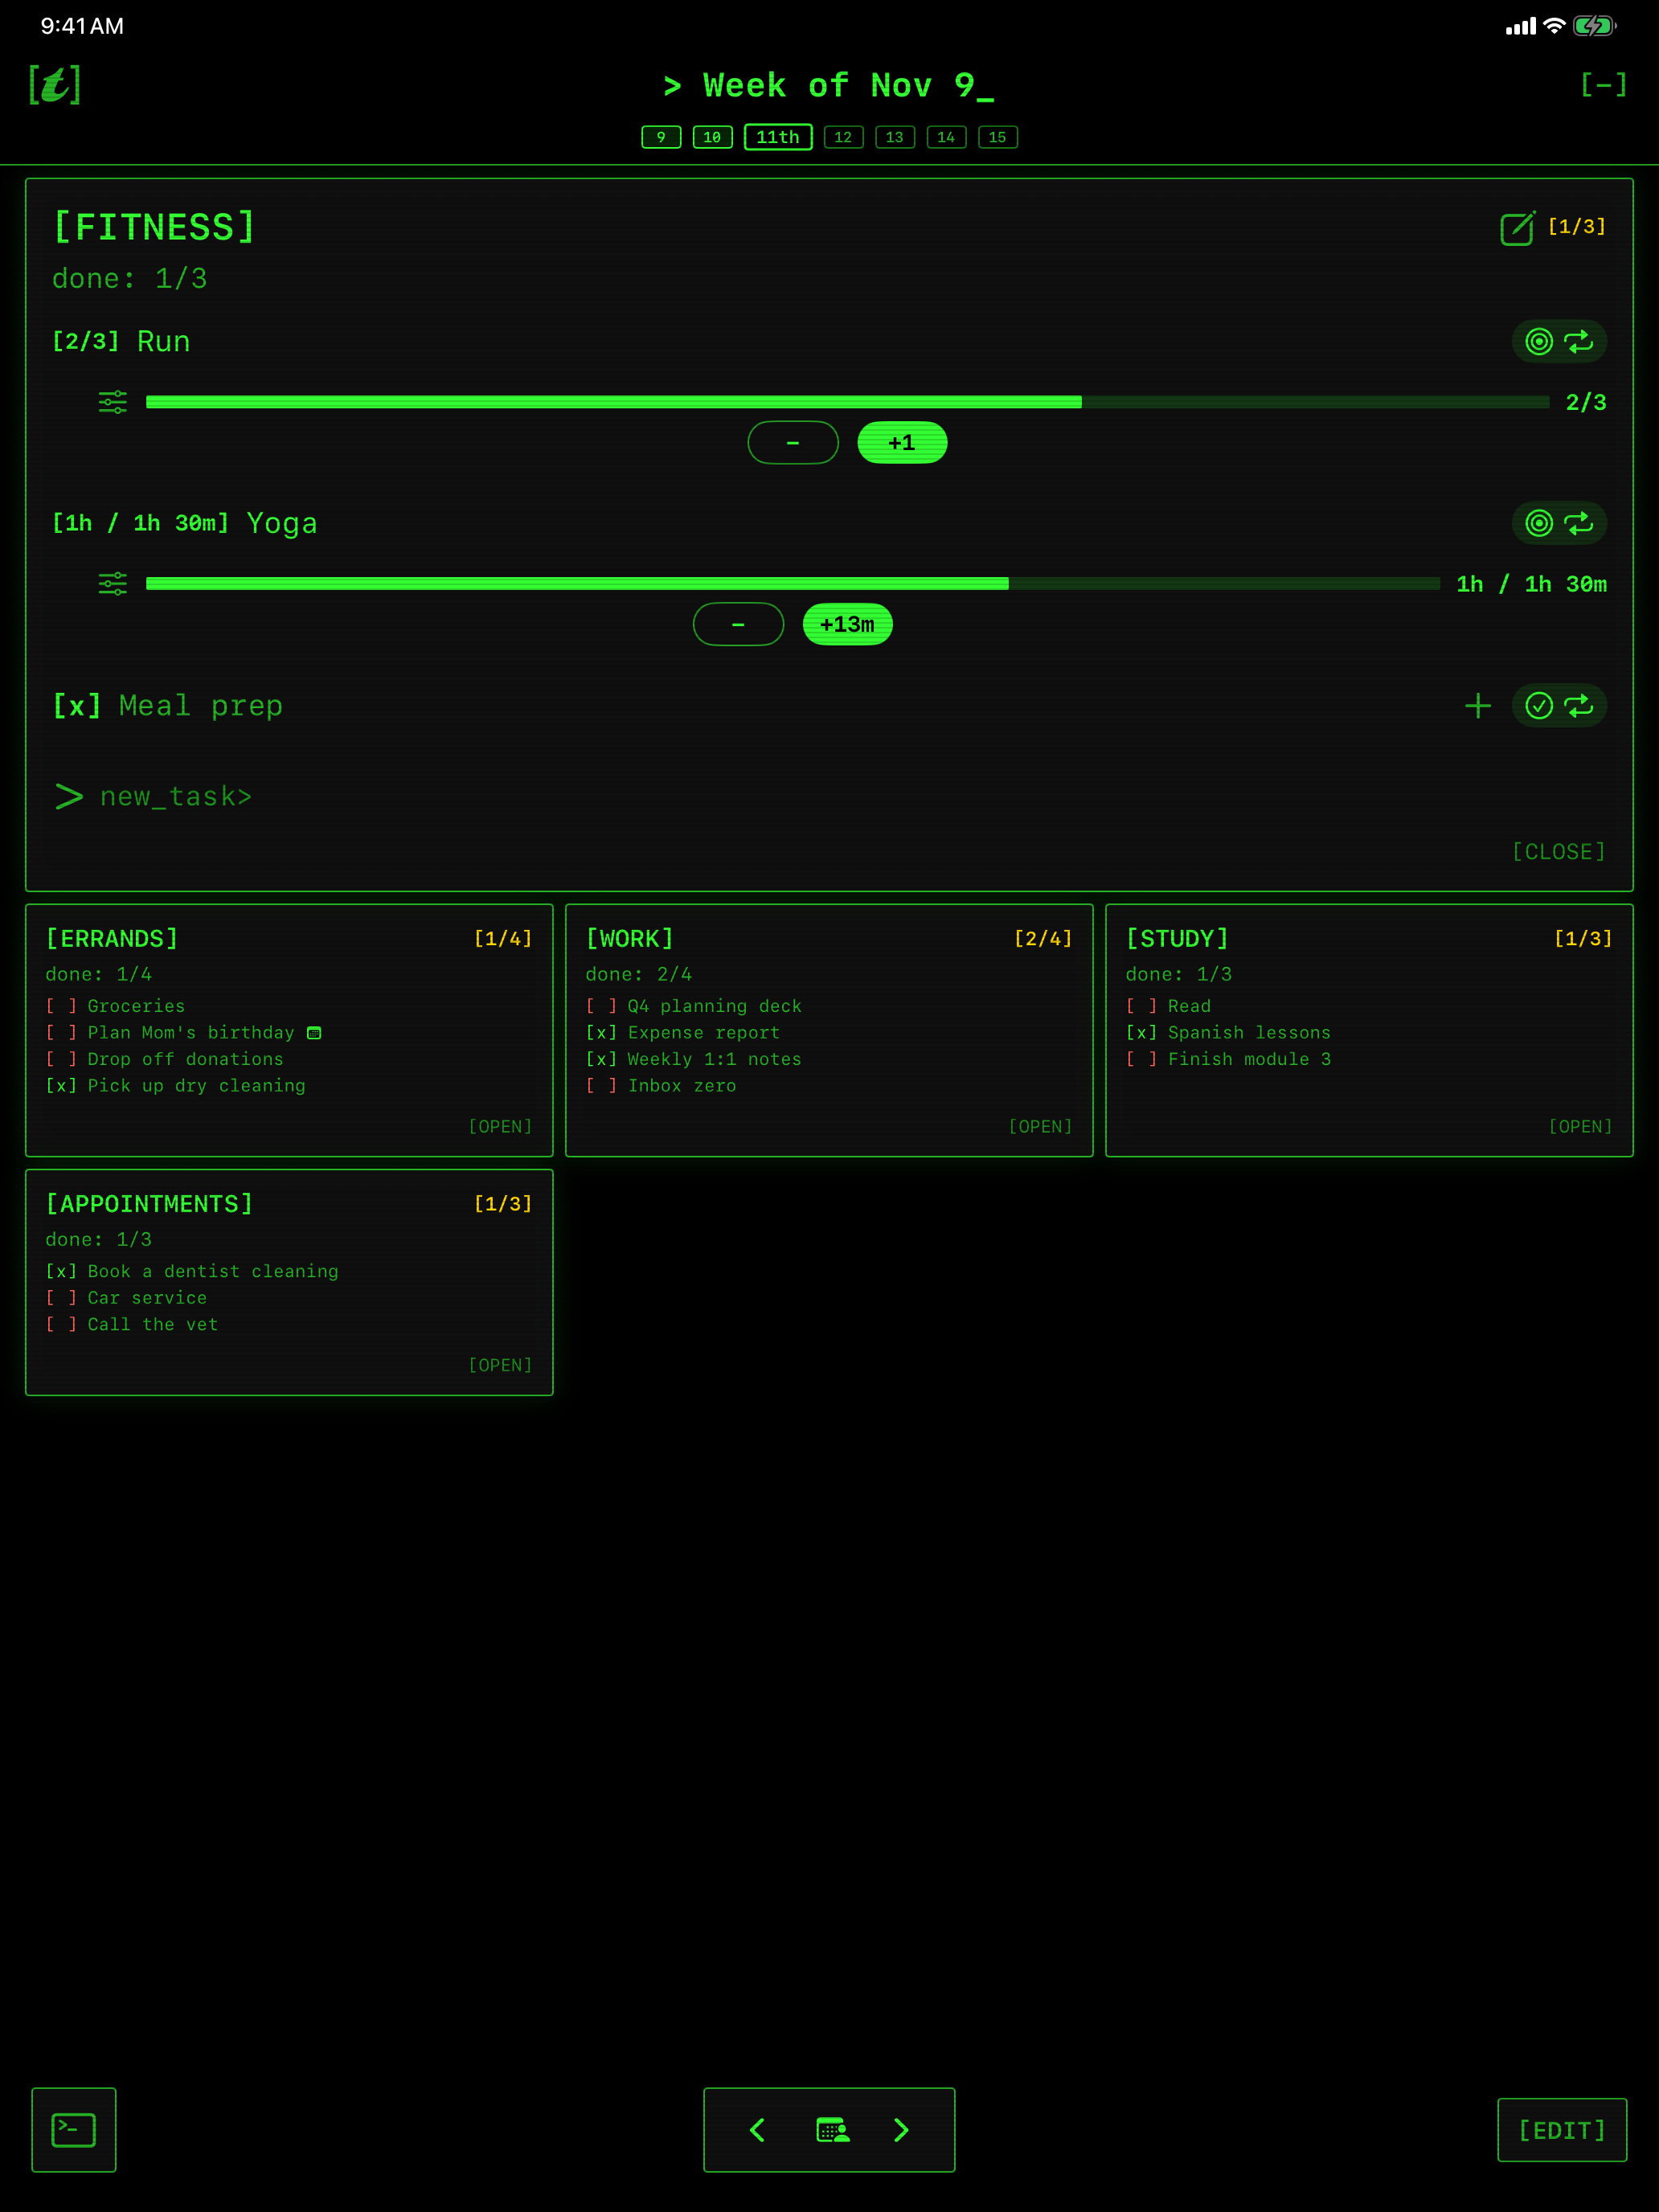 9:41 AM
[t]
> Week of Nov 9_
[-]
9 10 11th 12 13 14 15
[FITNESS]
[1/3]
done: 1/3
[2/3] Run
2/3
- +1
[1h / 1h 30m] Yoga
1h / 1h 30m
- +13m
[x] Meal prep
> new_task>
[CLOSE]
[ERRANDS] [1/4]
done: 1/4
[ ] Groceries
[ ] Plan Mom's birthday
[ ] Drop off donations
[x] Pick up dry cleaning
[OPEN]
[WORK] [2/4]
done: 2/4
[ ] Q4 planning deck
[x] Expense report
[x] Weekly 1:1 notes
[ ] Inbox zero
[OPEN]
[STUDY] [1/3]
done: 1/3
[ ] Read
[x] Spanish lessons
[ ] Finish module 3
[OPEN]
[APPOINTMENTS] [1/3]
done: 1/3
[x] Book a dentist cleaning
[ ] Car service
[ ] Call the vet
[OPEN]
[EDIT]